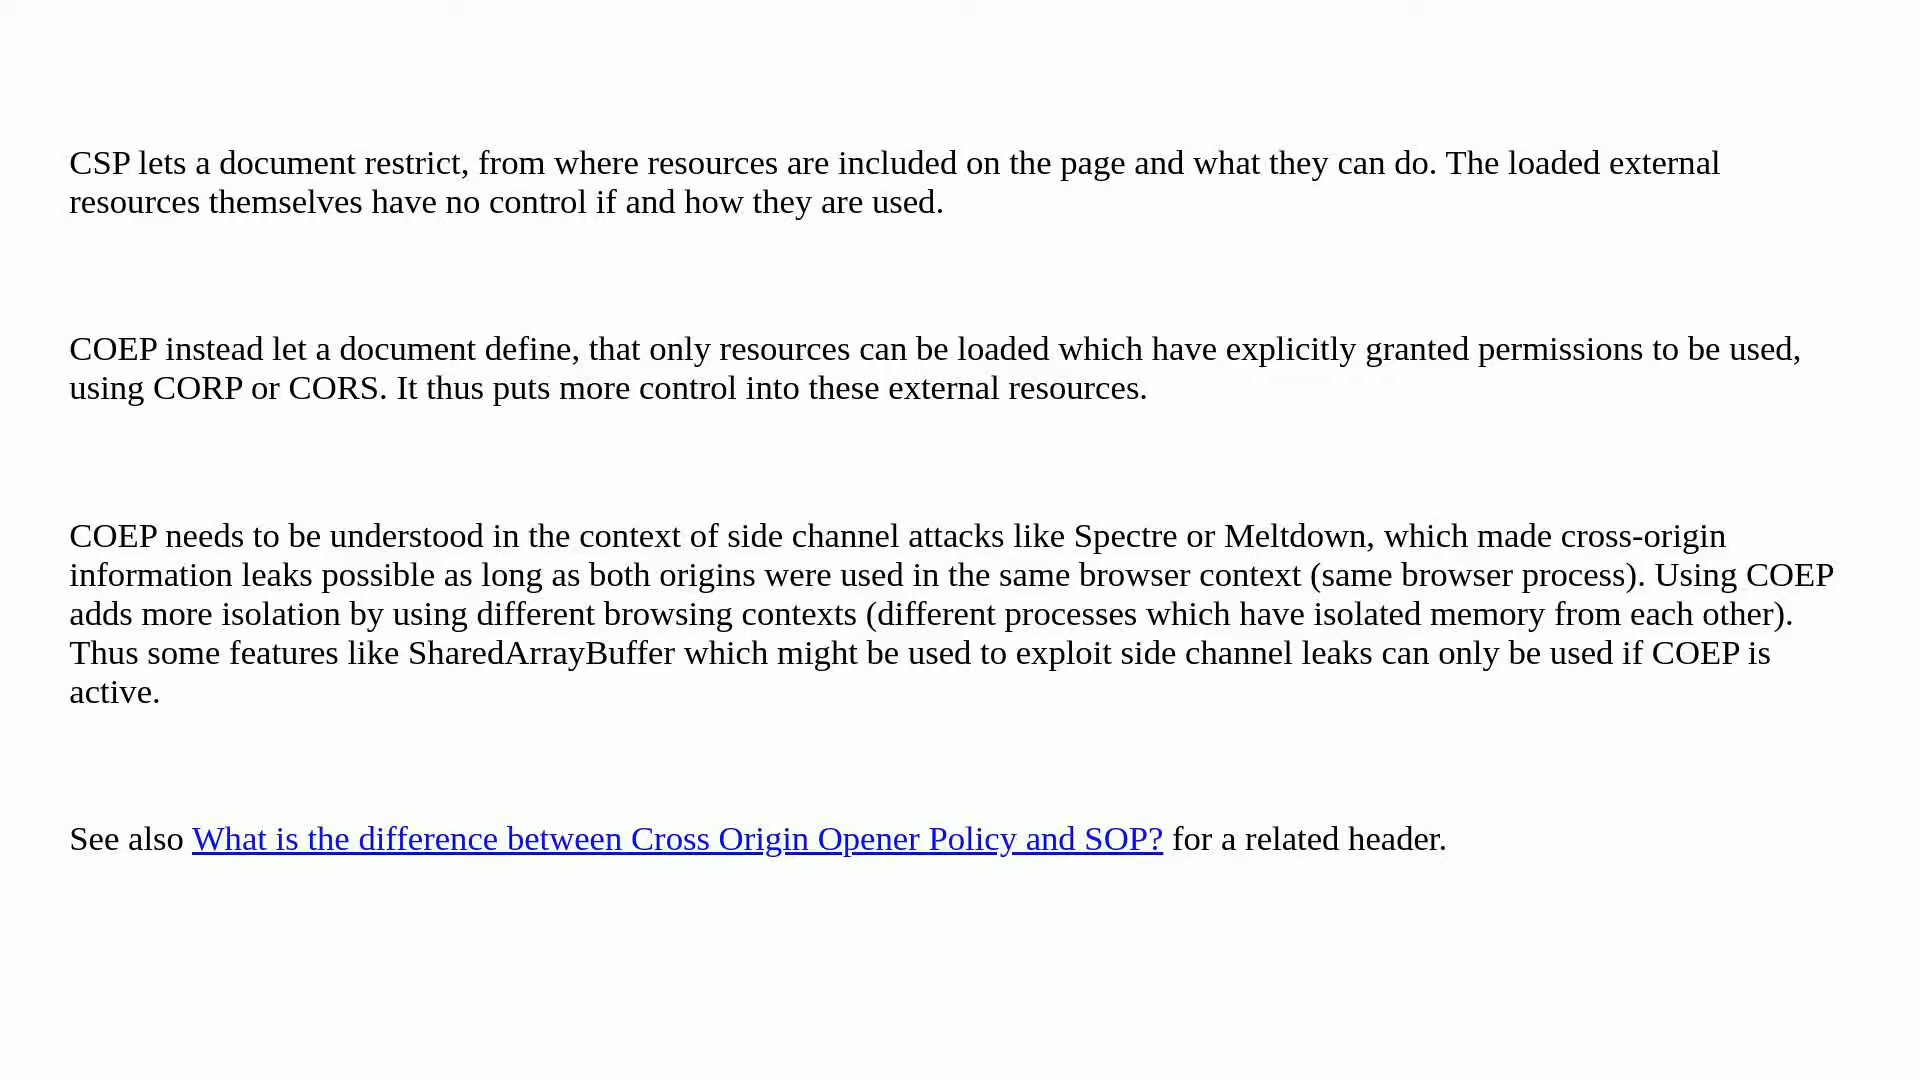 CSP lets a document restrict, from where resources are included on the page and what they can do. The loaded external
resources themselves have no control if and how they are used.
COEP instead let a document define, that only resources can be loaded which have explicitly granted permissions to be used,
using CORP or CORS. It thus puts more control into these external resources.
COEP needs to be understood in the context of side channel attacks like Spectre or Meltdown, which made cross-origin
information leaks possible as long as both origins were used in the same browser context (same browser process). Using COEP
adds more isolation by using different browsing contexts (different processes which have isolated memory from each other).
Thus some features like SharedArrayBuffer which might be used to exploit side channel leaks can only be used if COEP is
active.
See also What is the difference between Cross Origin Opener Policy and SOP? for a related header.